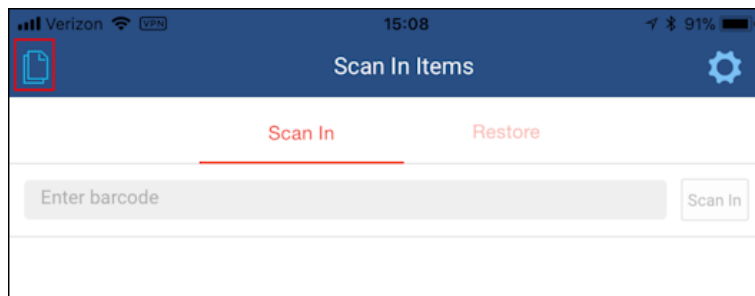 Verizon VPN 15:08 91%
Scan In Items
Scan In Restore
Enter barcode Scan In